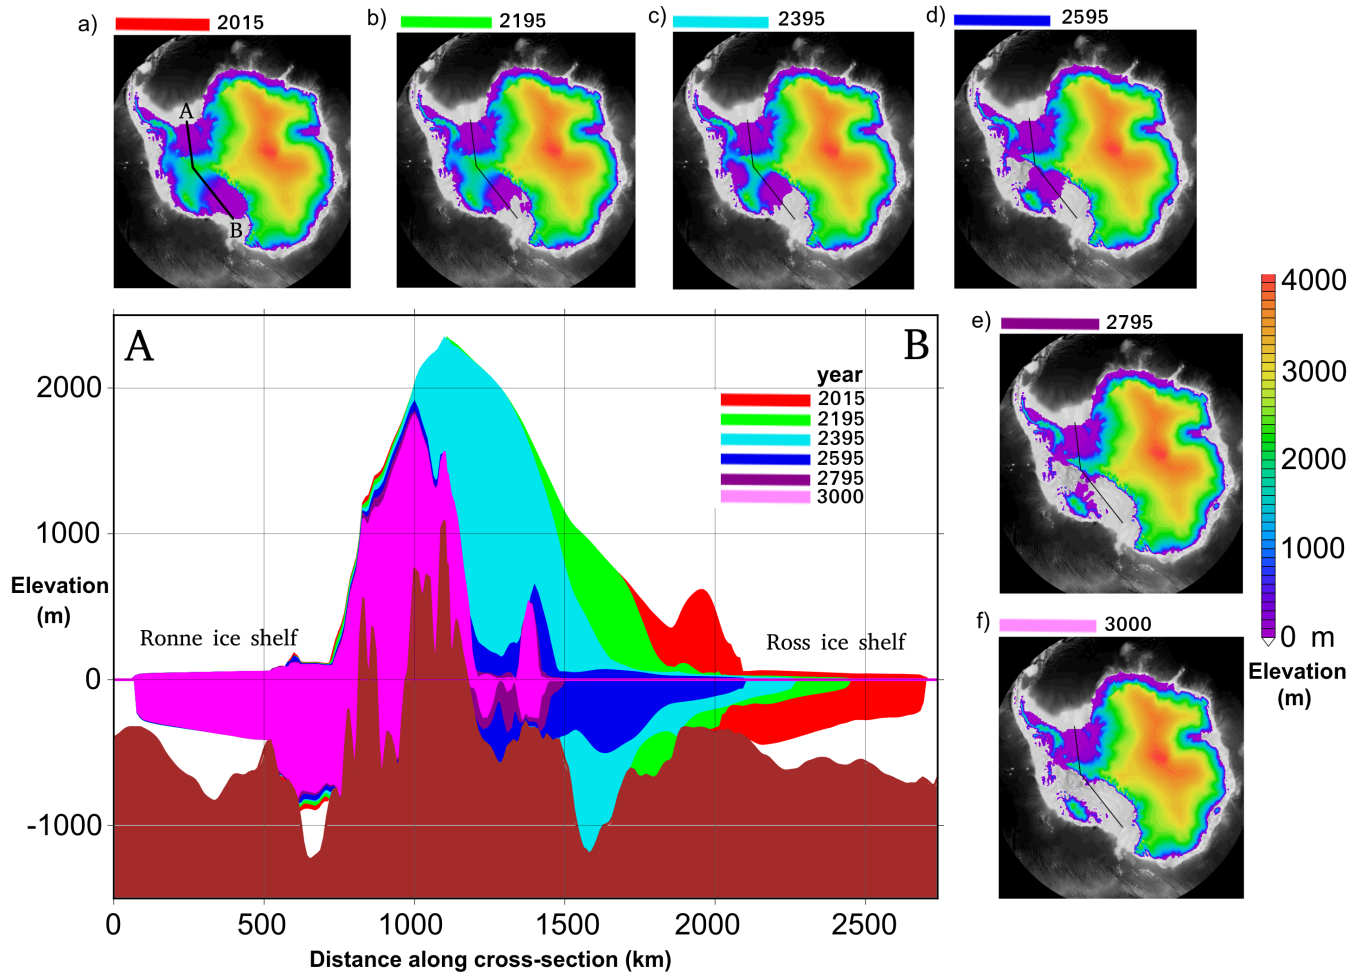 a) 2015
b) 2195
c) 2395
d) 2595
A
B
A
B
year
2015
2195
2395
2595
2795
3000
2000
1000
0
-1000
Elevation
(m)
Ronne ice shelf
Ross ice shelf
0 500 1000 1500 2000 2500
Distance along cross-section (km)
e) 2795
f) 3000
4000
3000
2000
1000
0 m
Elevation
(m)